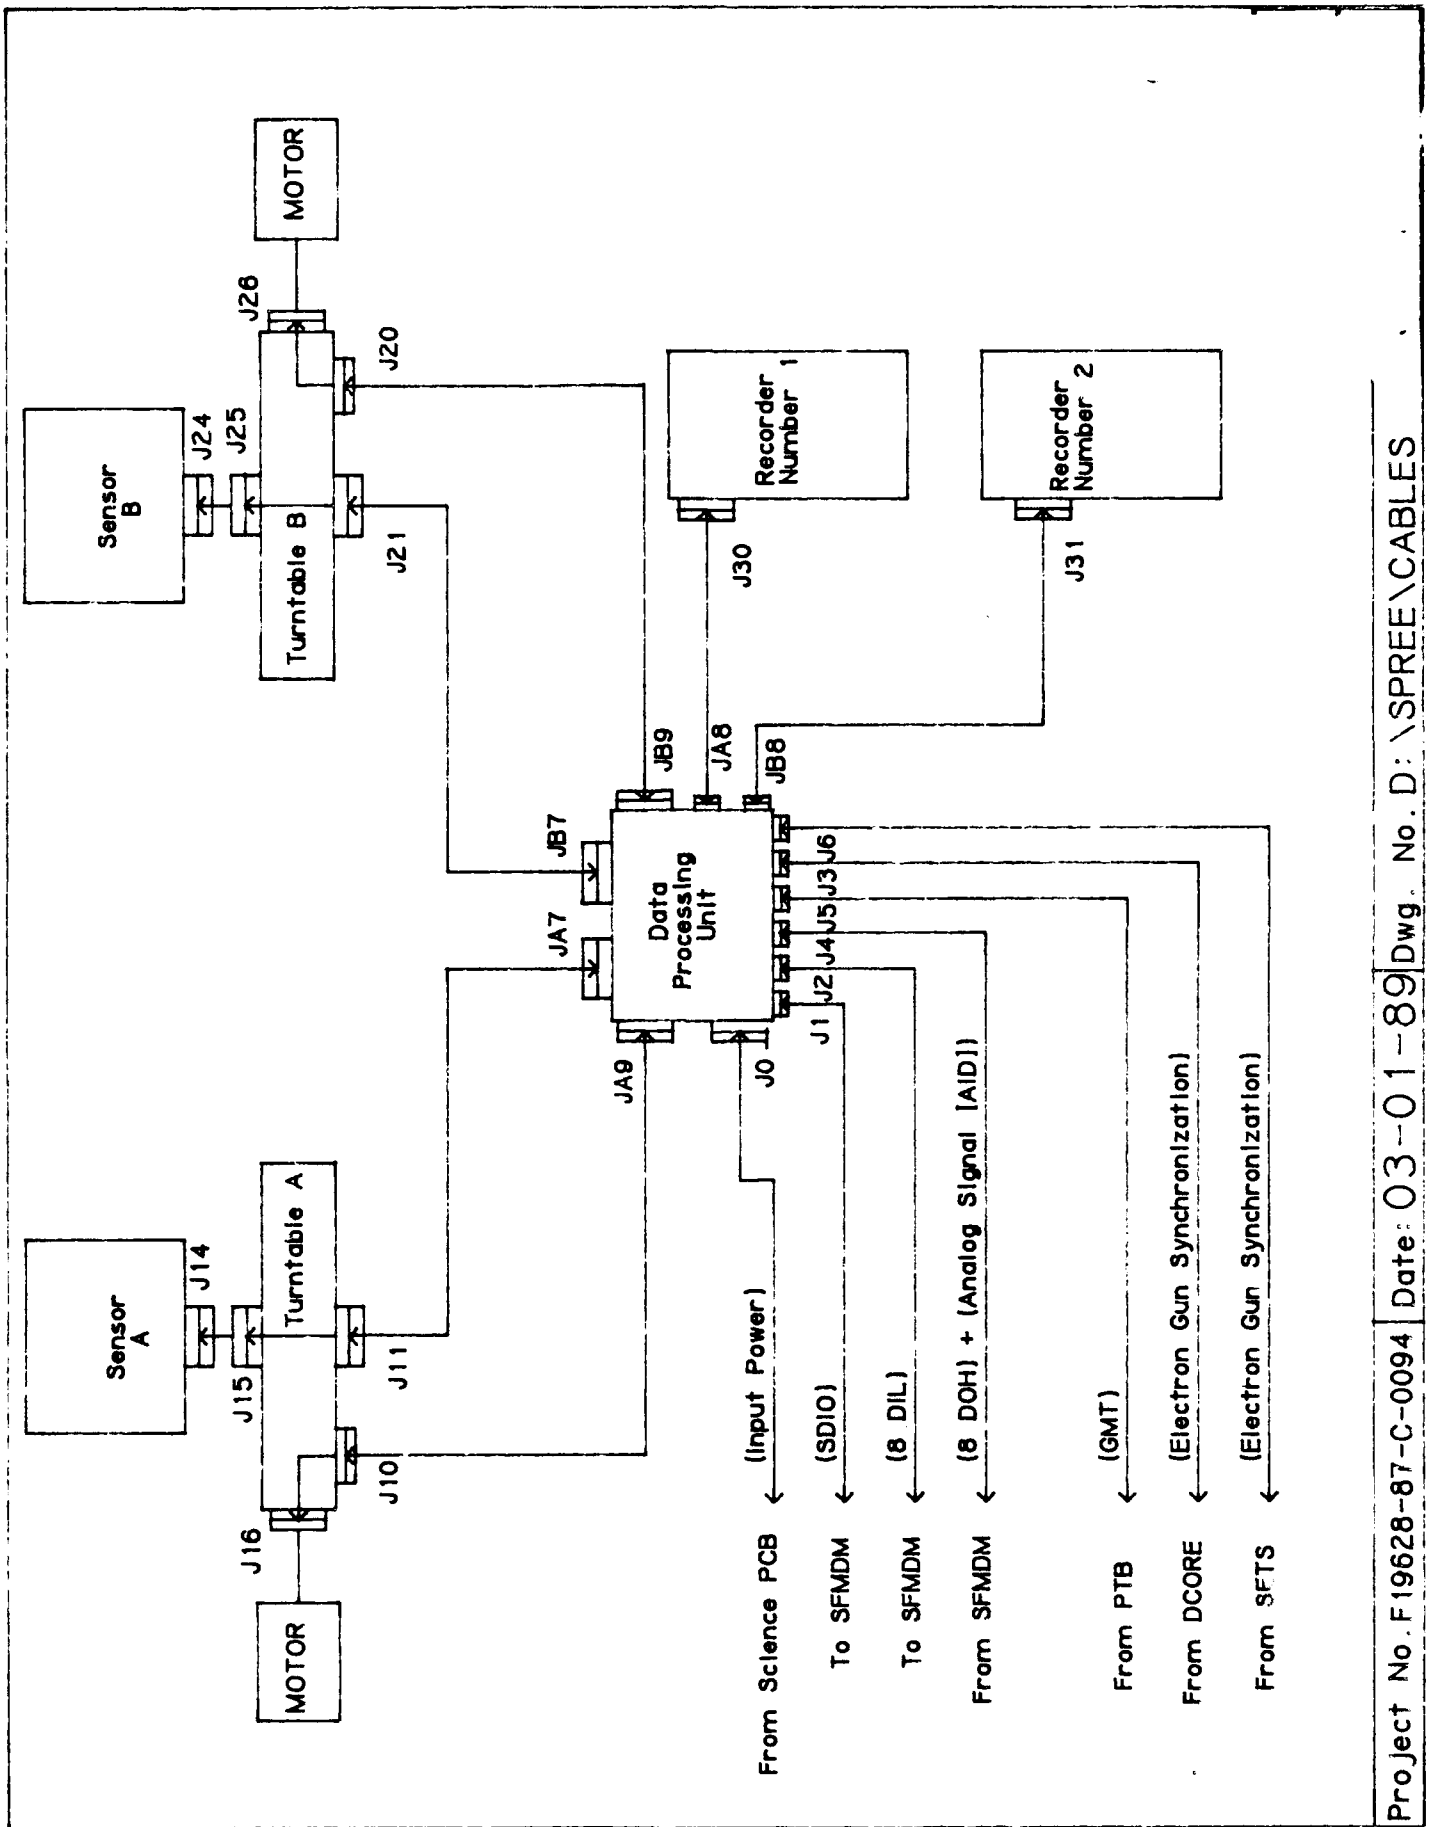 Sensor
A
Sensor
B
J14
J24
J15
J25
J16
J26
MOTOR
Turntable A
Turntable B
MOTOR
J10
J11
J21
J20
JA7
JB7
JA9
JB9
Data
Processing
Unit
J0
JA8
JB8
J1
J2
J4
J5
J3
J6
J30
Recorder
Number 1
J31
Recorder
Number 2
From Science PCB (Input Power)
To SFMDM (SDIO)
To SFMDM (8 DIL)
From SFMDM (8 DOH) + (Analog Signal [AID])
From PTB (GMT)
From DCORE (Electron Gun Synchronization)
From SFTS (Electron Gun Synchronization)
Project No. F19628-87-C-0094 Date: 03-01-89 Dwg. No. D:\SPREE\CABLES